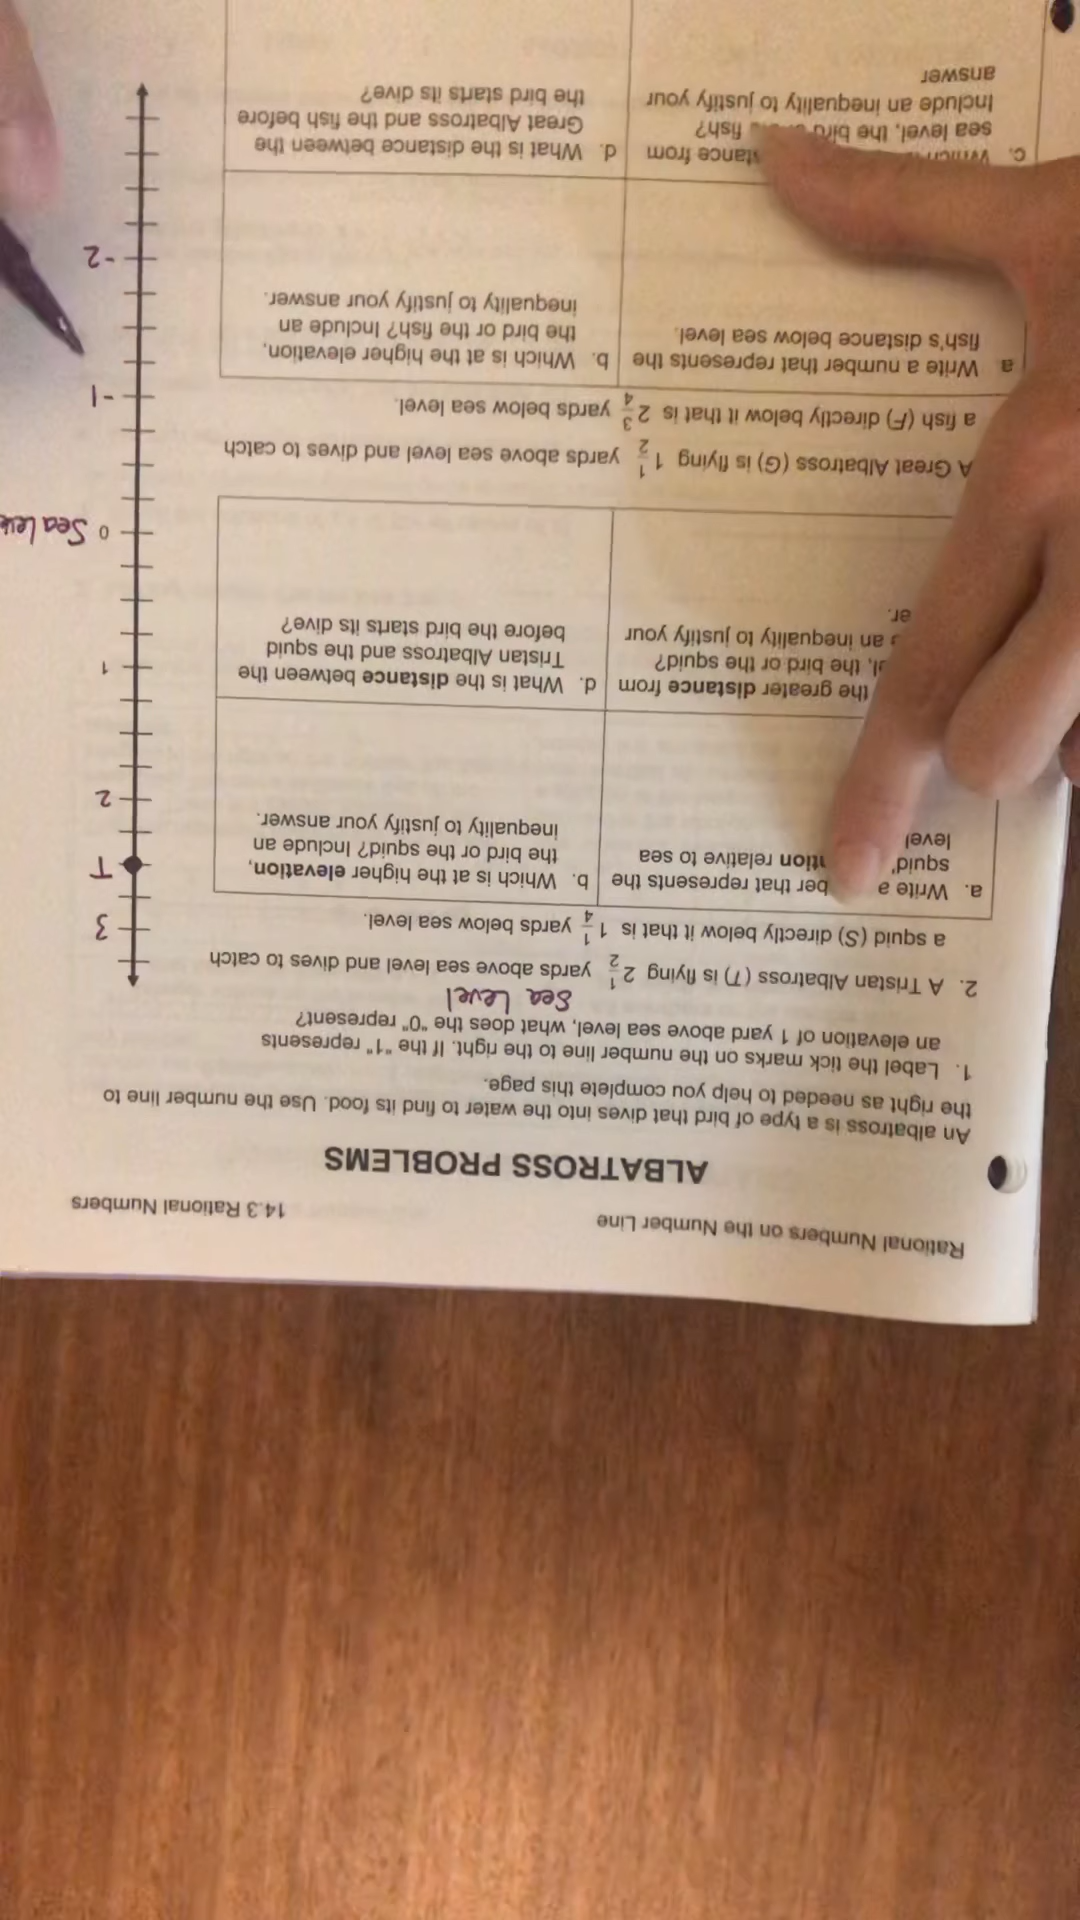 Rational Numbers on the Number Line
14.3 Rational Numbers
ALBATROSS PROBLEMS
An albatross is a type of bird that dives into the water to find its food. Use the number line to
the right as needed to help you complete this page.
1. Label the tick marks on the number line to the right. If the "1" represents
an elevation of 1 yard above sea level, what does the "0" represent?
Sea Level
2. A Tristan Albatross (T) is flying 2 1/2 yards above sea level and dives to catch
a squid (S) directly below it that is 1 1/4 yards below sea level.
a. Write a
that represents the
squid
relative to sea
level
b. Which is at the higher elevation,
the bird or the squid? Include an
inequality to justify your answer.
the greater distance from
the bird or the squid?
an inequality to justify your
d. What is the distance between the
Tristan Albatross and the squid
before the bird starts its dive?
A Great Albatross (G) is flying 1 1/2 yards above sea level and dives to catch
a fish (F) directly below it that is 2 3/4 yards below sea level.
a Write a number that represents the
fish's distance below sea level.
b. Which is at the higher elevation,
the bird or the fish? Include an
inequality to justify your answer.
c.
from
sea level, the
fish?
Include an inequality to justify your
answer
d. What is the distance between the
Great Albatross and the fish before
the bird starts its dive?
3
T
2
1
0 Sea
-1
-2